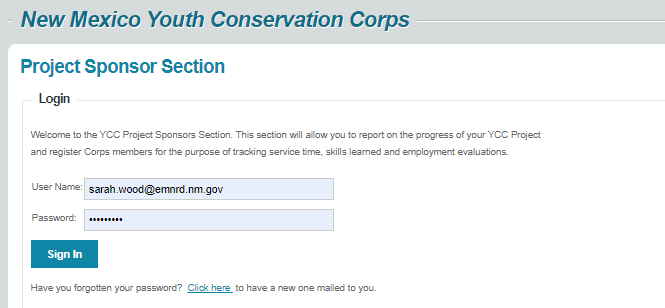 New Mexico Youth Conservation Corps
Project Sponsor Section
Login
Welcome to the YCC Project Sponsors Section. This section will allow you to report on the progress of your YCC Project
and register Corps members for the purpose of tracking service time, skills learned and employment evaluations.
User Name: sarah.wood@emnrd.nm.gov
Password: •••••••••
Sign In
Have you forgotten your password? Click here to have a new one mailed to you.